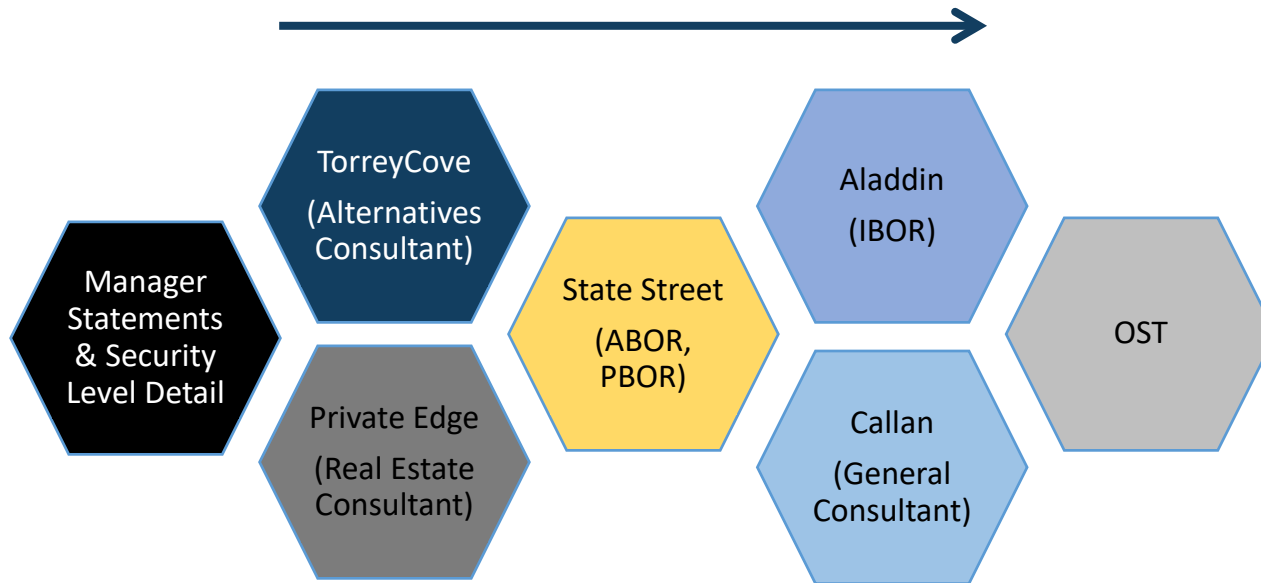 Manager
Statements
& Security
Level Detail
TorreyCove
(Alternatives
Consultant)
Private Edge
(Real Estate
Consultant)
State Street
(ABOR,
PBOR)
Aladdin
(IBOR)
Callan
(General
Consultant)
OST